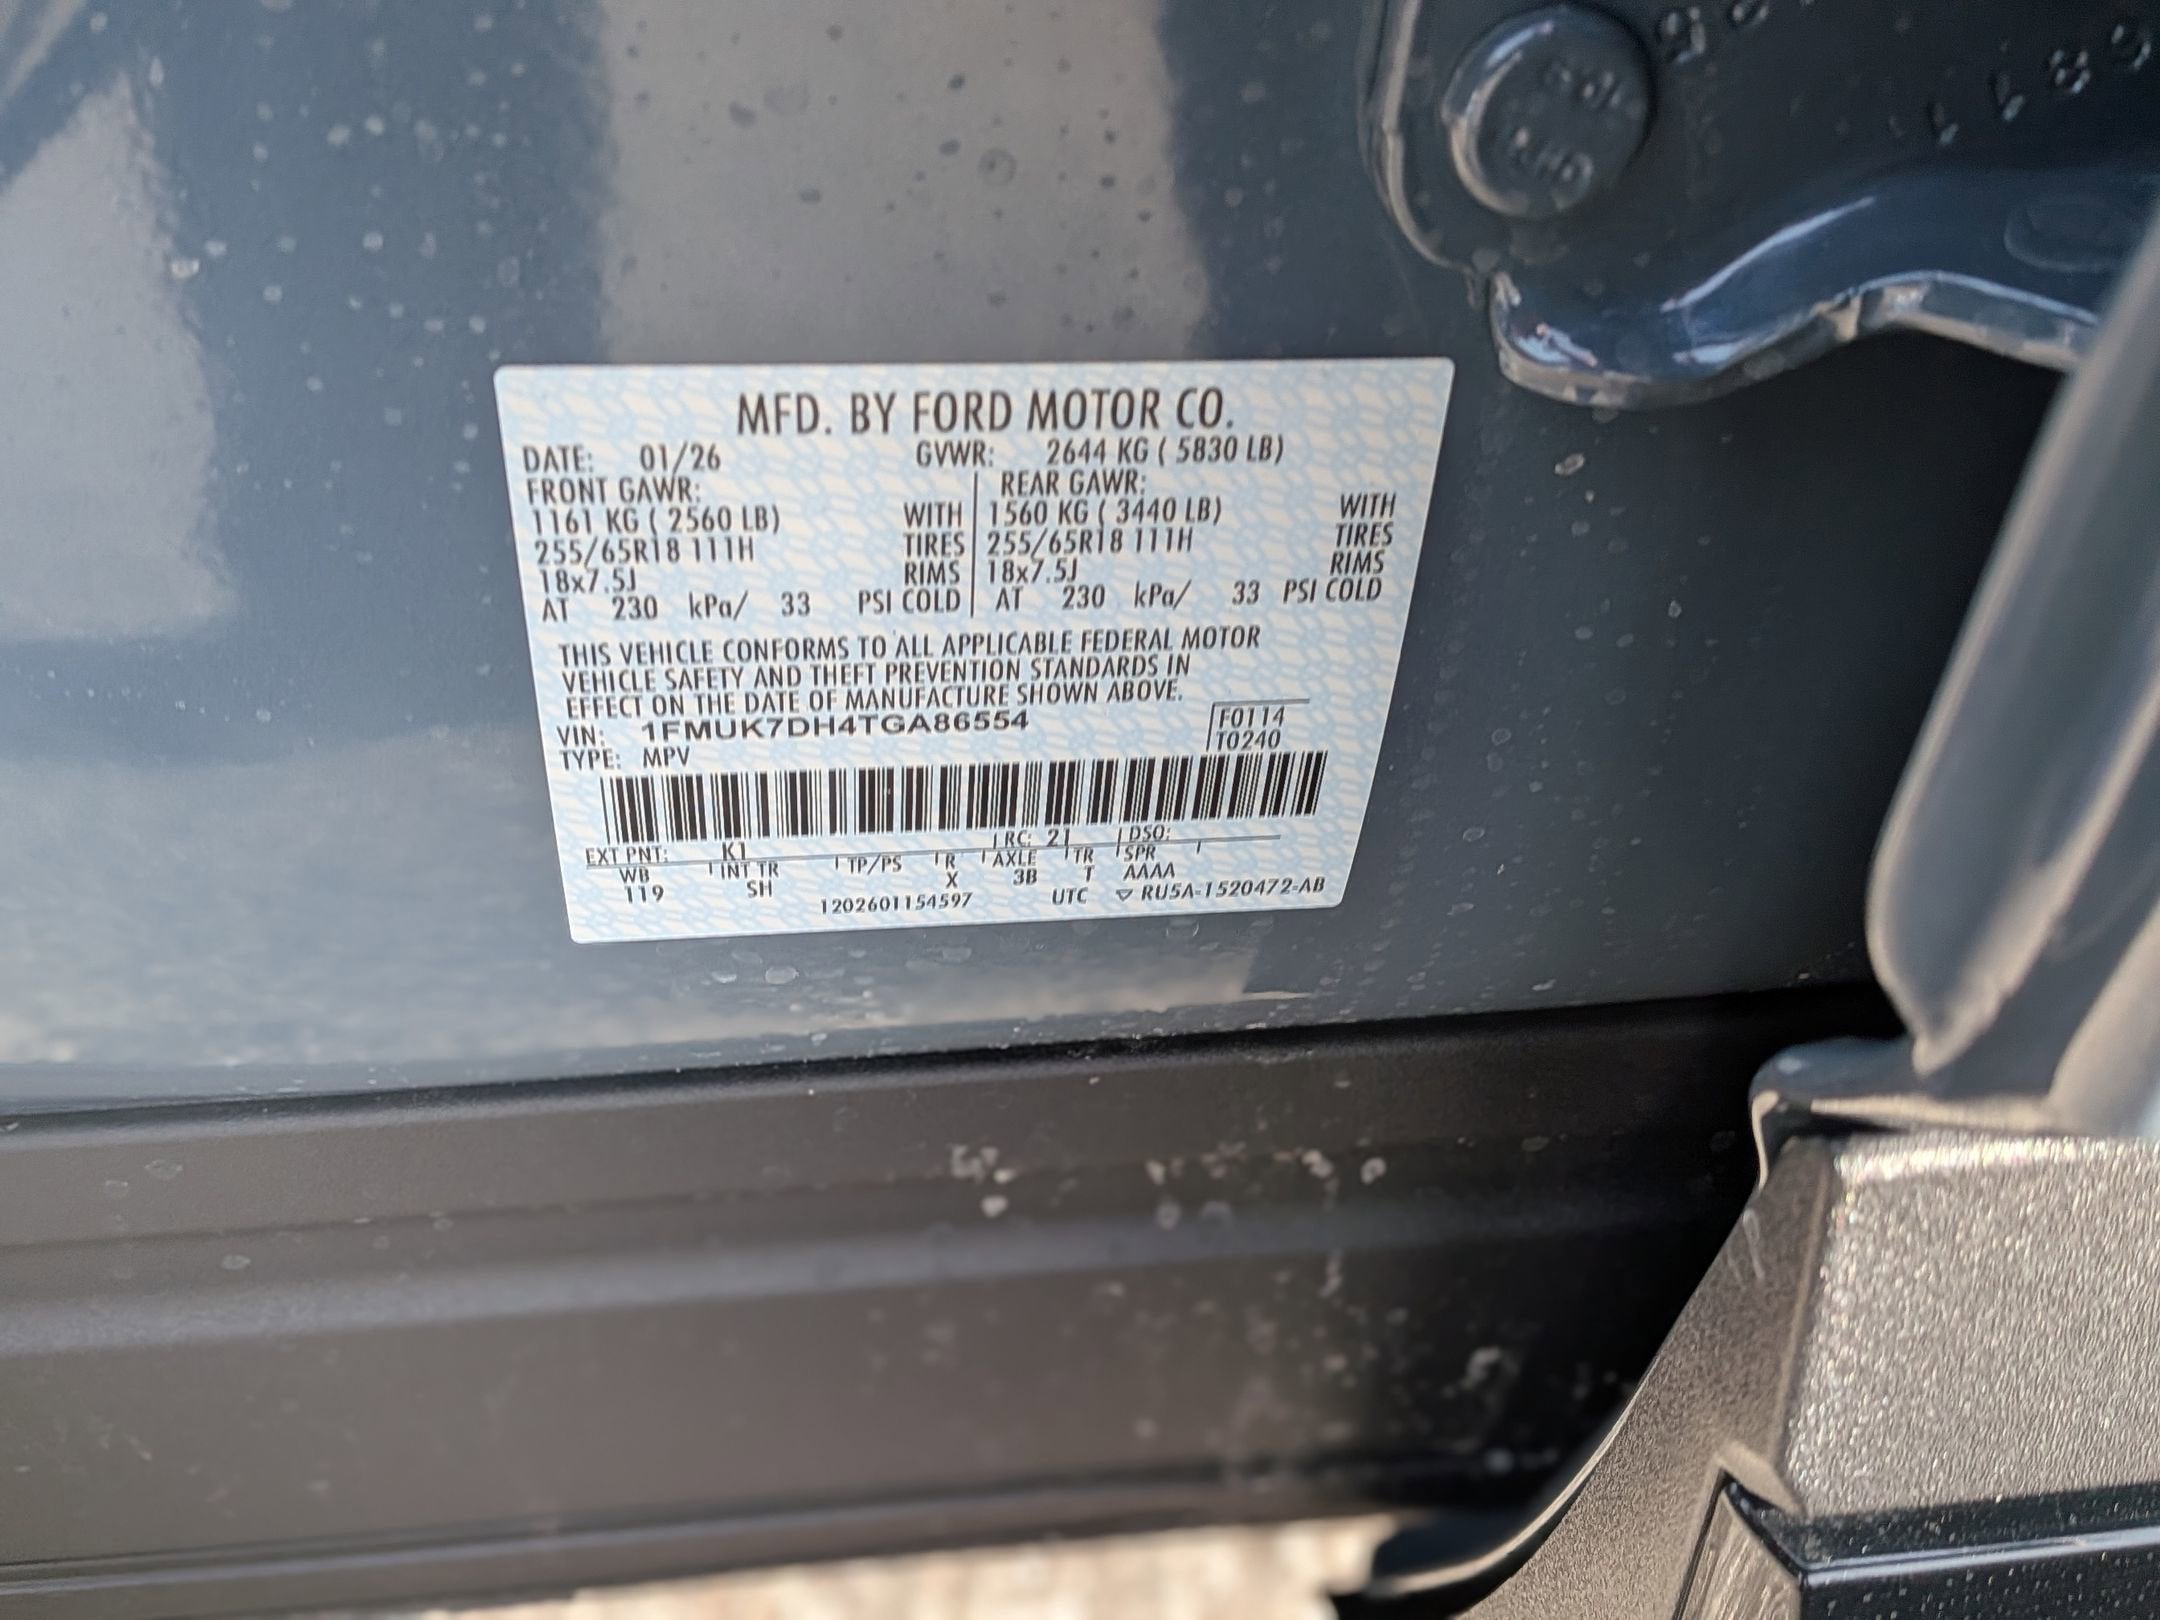 MFD. BY FORD MOTOR CO.
DATE: 01/26 GVWR: 2644 KG ( 5830 LB)
FRONT GAWR: REAR GAWR:
1161 KG ( 2560 LB) WITH 1560 KG ( 3440 LB) WITH
255/65R18 111H TIRES 255/65R18 111H TIRES
18x7.5J RIMS 18x7.5J RIMS
AT 230 kPa/ 33 PSI COLD AT 230 kPa/ 33 PSI COLD
THIS VEHICLE CONFORMS TO ALL APPLICABLE FEDERAL MOTOR
VEHICLE SAFETY AND THEFT PREVENTION STANDARDS IN
EFFECT ON THE DATE OF MANUFACTURE SHOWN ABOVE.
VIN: 1FMUK7DH4TGA86554 F0114
TYPE: MPV T0240
EXT PNT: K1 RC: 21 DSO:
WB INT TR TP/PS R AXLE TR SPR
119 SH X 3B T AAAA
1202601154597 UTC ▽ RU5A-1520472-AB